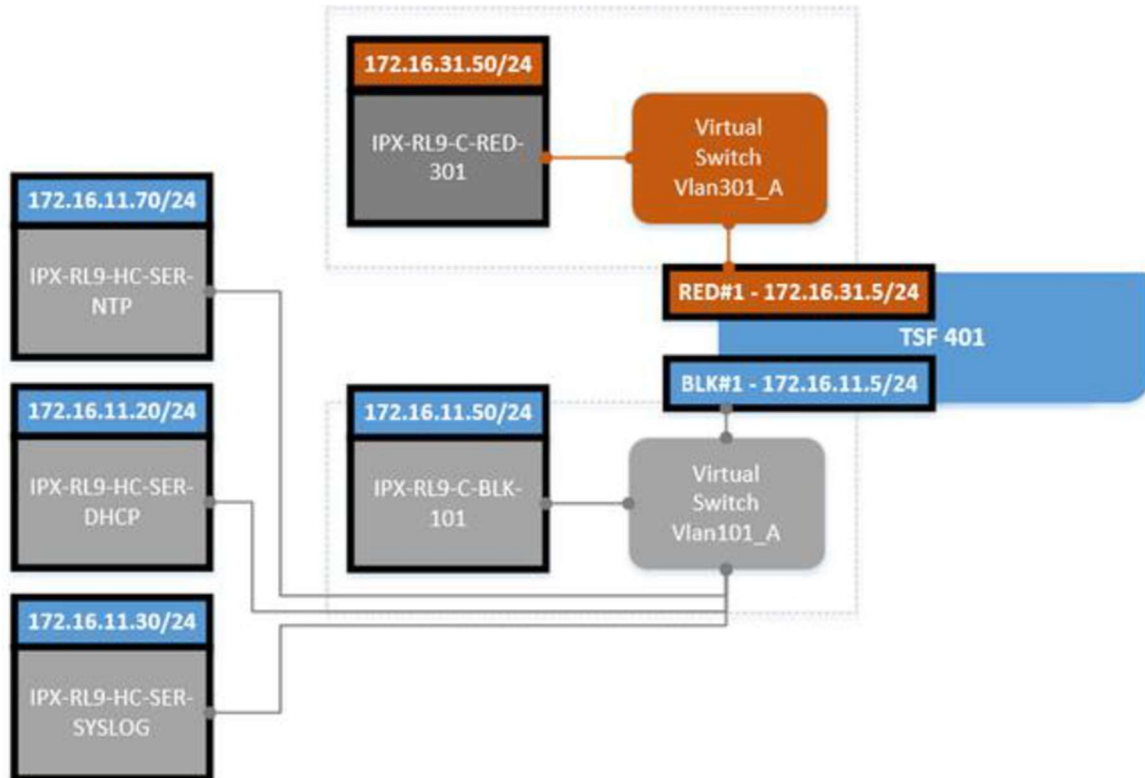 172.16.31.50/24
IPX-RL9-C-RED-
301
Virtual
Switch
Vlan301_A
172.16.11.70/24
IPX-RL9-HC-SER-
NTP
RED#1 - 172.16.31.5/24
TSF 401
BLK#1 - 172.16.11.5/24
172.16.11.20/24
IPX-RL9-HC-SER-
DHCP
172.16.11.50/24
IPX-RL9-C-BLK-
101
Virtual
Switch
Vlan101_A
172.16.11.30/24
IPX-RL9-HC-SER-
SYSLOG